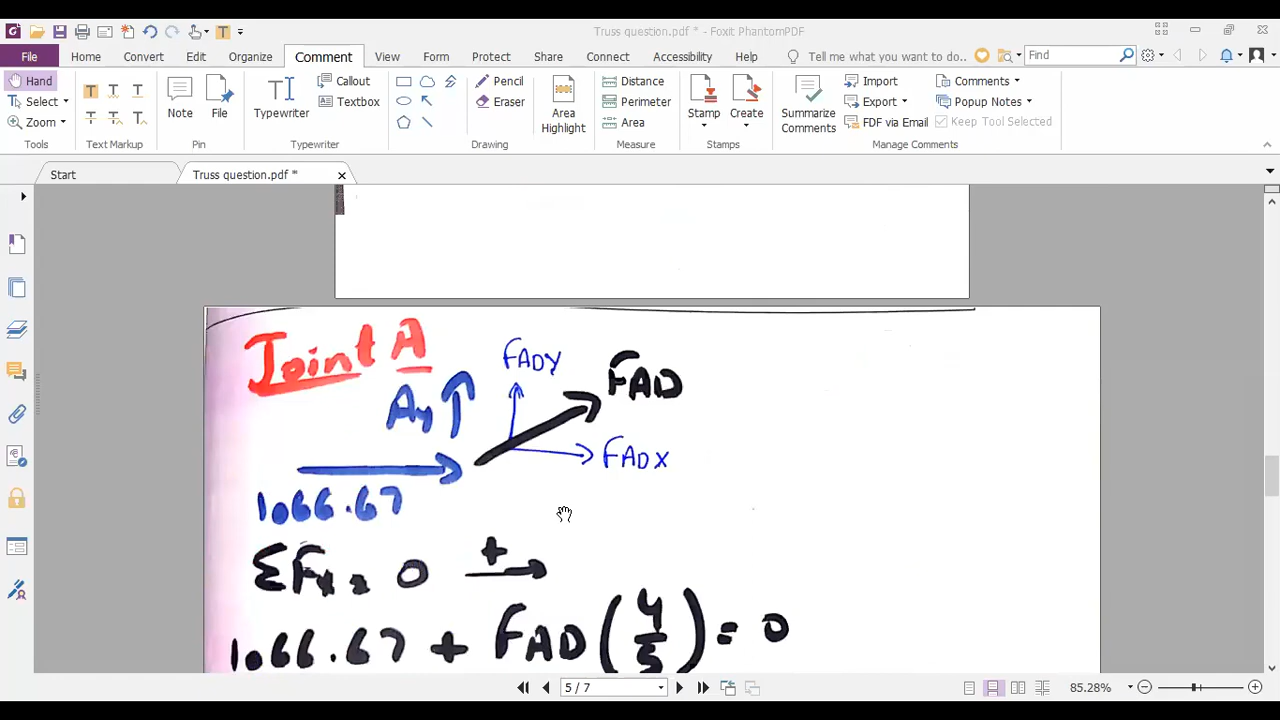 Truss question.pdf * - Foxit PhantomPDF
File Home Convert Edit Organize Comment View Form Protect Share Connect Accessibility Help Tell me what you want to do... Find
Hand
Select
Zoom
Tools
Text Markup
Note
File
Pin
Typewriter
Callout
Textbox
Typewriter
Pencil
Eraser
Area Highlight
Drawing
Distance
Perimeter
Area
Measure
Stamp
Create
Stamps
Summarize Comments
Import
Export
FDF via Email
Comments
Popup Notes
Keep Tool Selected
Manage Comments
Start
Truss question.pdf *
Joint A
FADY
Ay
FAD
FADX
1066.67
ΣFx = 0 +
1066.67 + FAD (4/5) = 0
5 / 7
85.28%